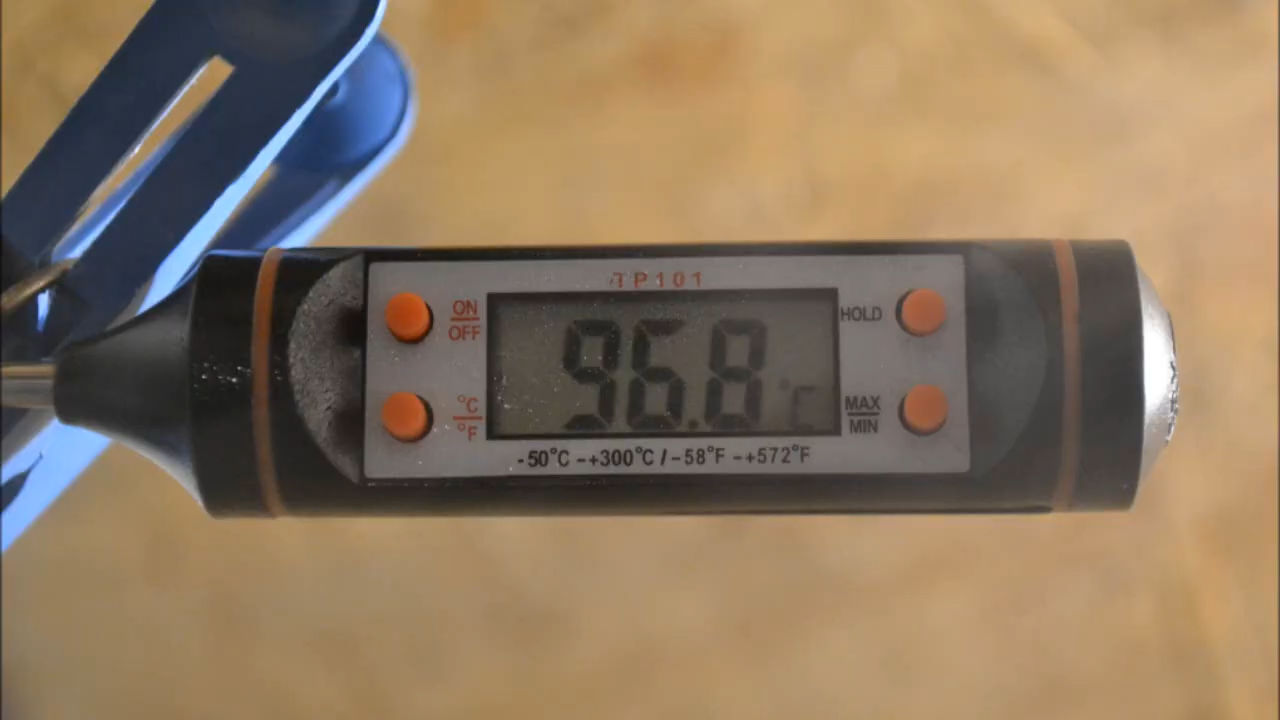 TP101
ON
OFF
°C
°F
96.8 °C
HOLD
MAX
MIN
-50°C -+300°C / -58°F -+572°F